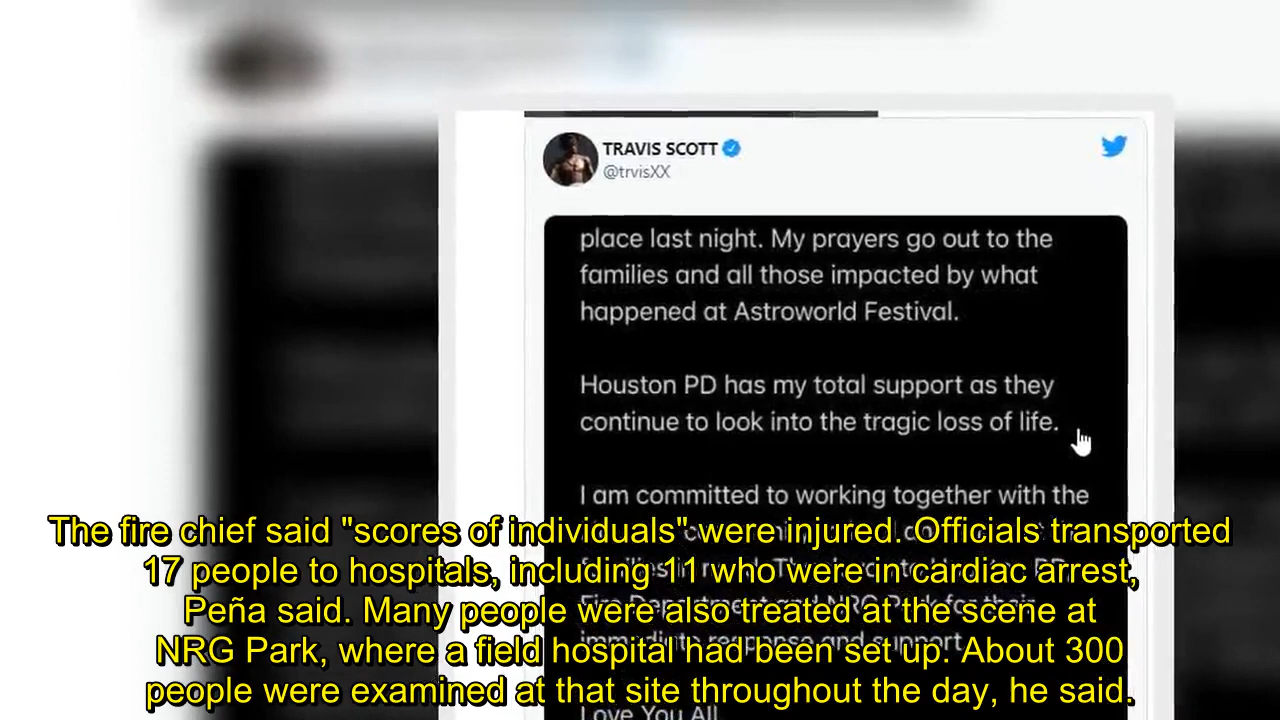 TRAVIS SCOTT
@trvisXX
place last night. My prayers go out to the
families and all those impacted by what
happened at Astroworld Festival.
Houston PD has my total support as they
continue to look into the tragic loss of life.
I am committed to working together with the
The fire chief said "scores of individuals" were injured. Officials transported
17 people to hospitals, including 11 who were in cardiac arrest,
Peña said. Many people were also treated at the scene at
NRG Park, where a field hospital had been set up. About 300
people were examined at that site throughout the day, he said.
immediate response and support.
Love You All